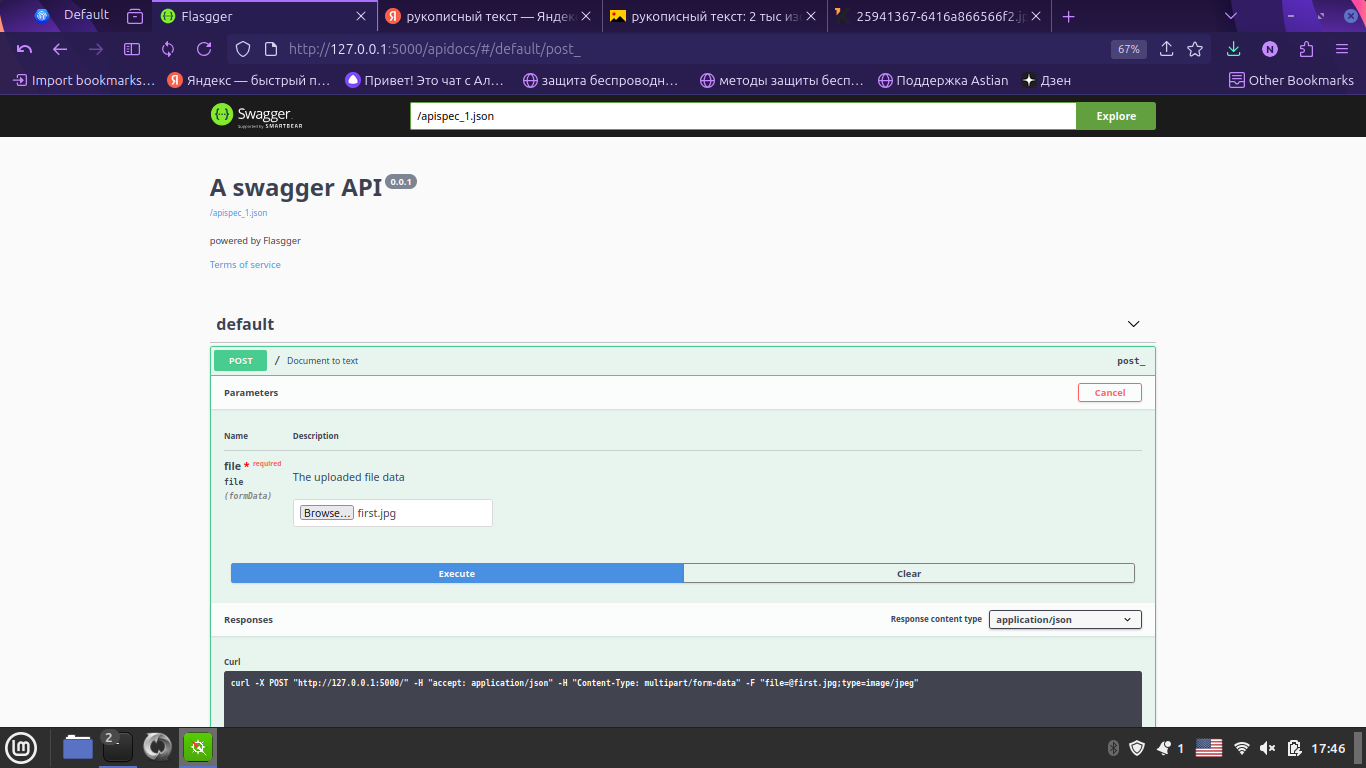 Default
Flasgger
рукописный текст — Яндек
рукописный текст: 2 тыс изо
25941367-6416a866566f2.jp
http://127.0.0.1:5000/apidocs/#/default/post_
67%
N
Import bookmarks…
Яндекс — быстрый п…
Привет! Это чат с Ал…
защита беспроводн…
методы защиты бесп…
Поддержка Astian
Дзен
Other Bookmarks
Swagger
Supported by SMARTBEAR
/apispec_1.json
Explore
A swagger API 0.0.1
/apispec_1.json
powered by Flasgger
Terms of service
default
POST / Document to text post_
Parameters
Cancel
Name Description
file * required
The uploaded file data
file
(formData)
Browse… first.jpg
Execute
Clear
Responses
Response content type application/json
Curl
curl -X POST "http://127.0.0.1:5000/" -H "accept: application/json" -H "Content-Type: multipart/form-data" -F "file=@first.jpg;type=image/jpeg"
2
1
17:46